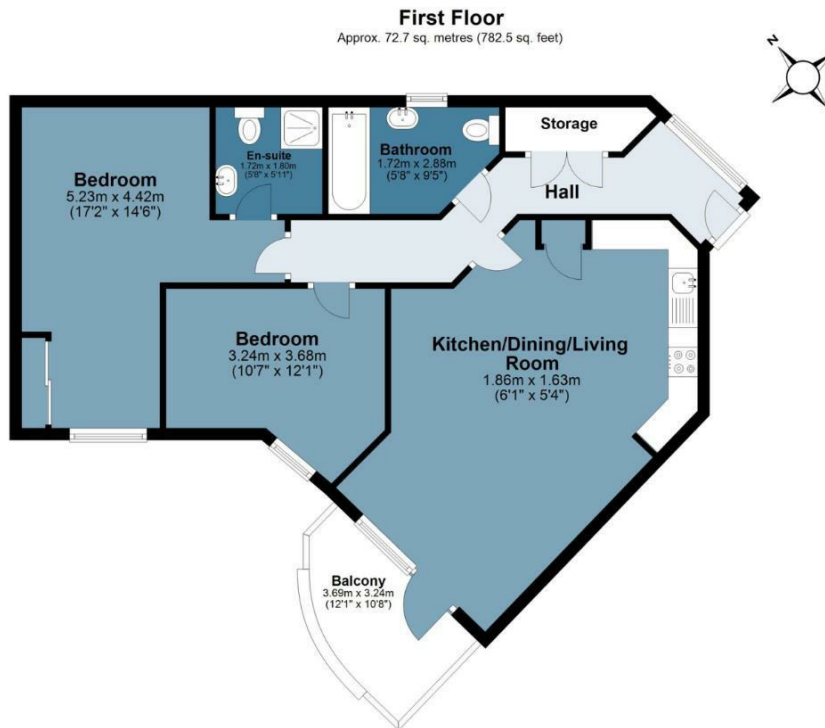 First Floor
Approx. 72.7 sq. metres (782.5 sq. feet)
N
Storage
En-suite
1.72m x 1.80m
(5'8" x 5'11")
Bathroom
1.72m x 2.88m
(5'8" x 9'5")
Bedroom
5.23m x 4.42m
(17'2" x 14'6")
Hall
Bedroom
3.24m x 3.68m
(10'7" x 12'1")
Kitchen/Dining/Living
Room
1.86m x 1.63m
(6'1" x 5'4")
Balcony
3.69m x 3.24m
(12'1" x 10'8")